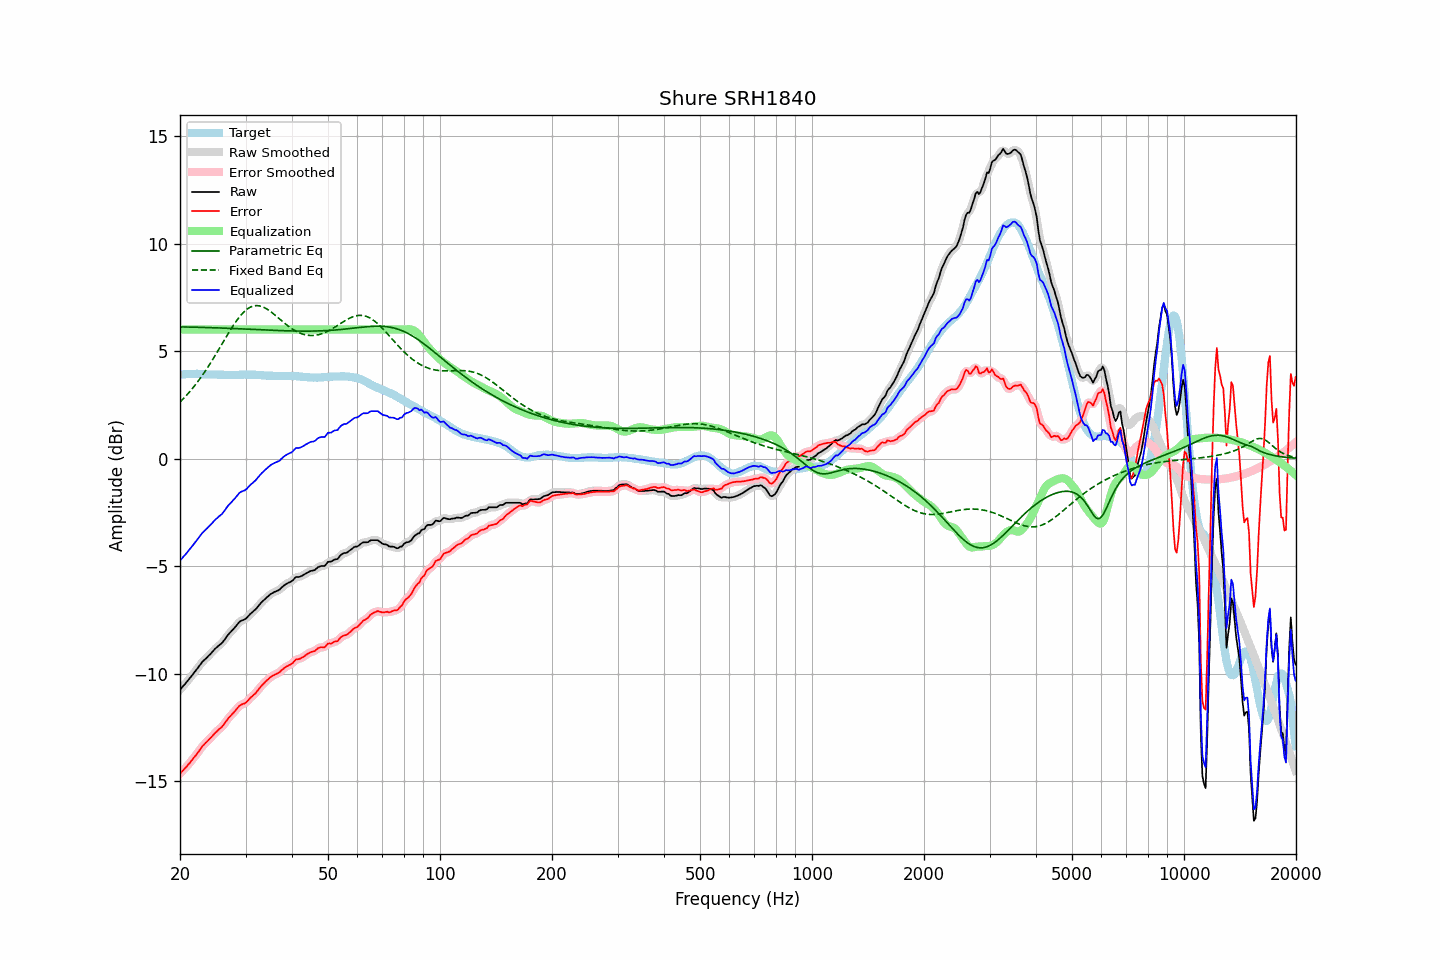 Shure SRH1840
Target
Raw Smoothed
Error Smoothed
Raw
Error
Equalization
Parametric Eq
Fixed Band Eq
Equalized
15
10
5
0
−5
−10
−15
Amplitude (dBr)
20
50
100
200
500
1000
2000
5000
10000
20000
Frequency (Hz)